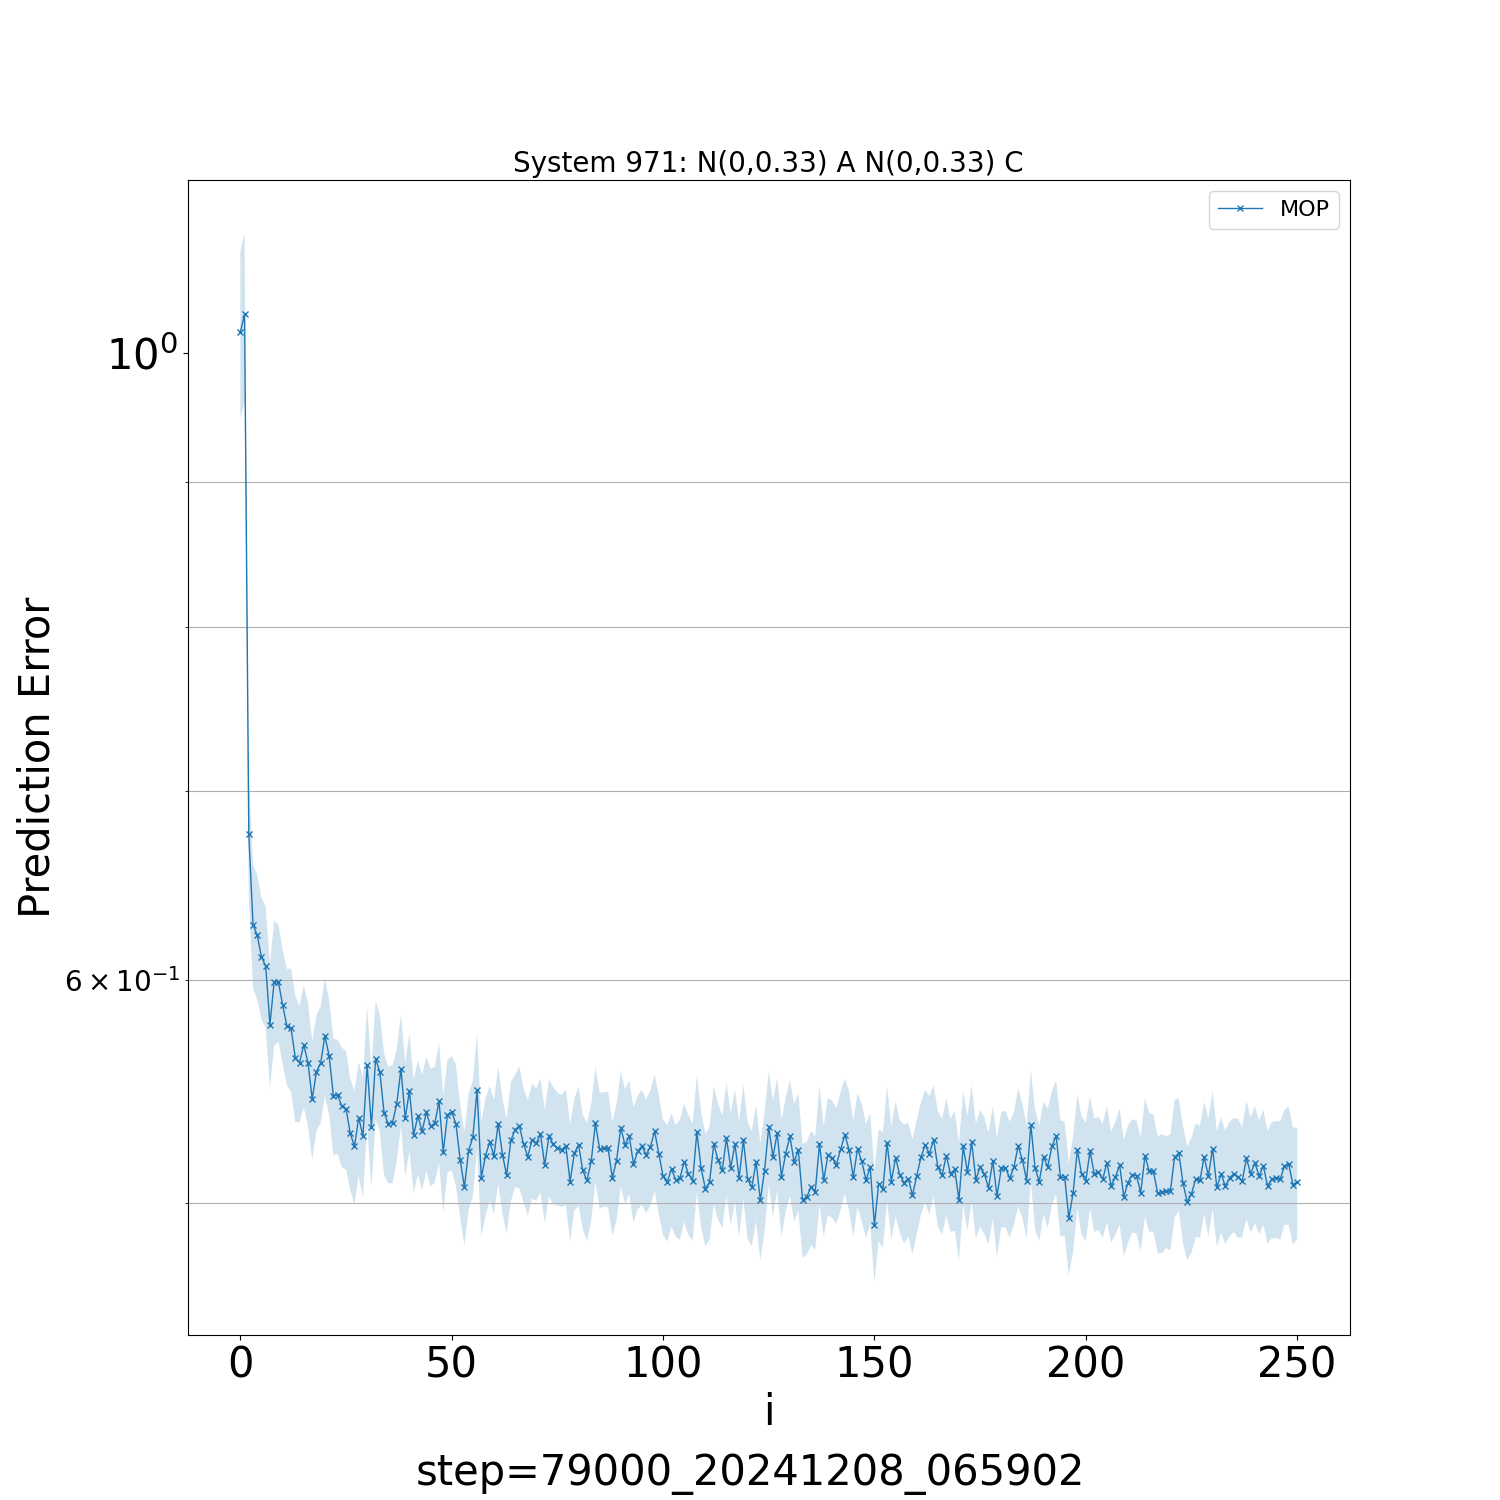 System 971: N(0,0.33) A N(0,0.33) C
MOP
10⁰
6 × 10⁻¹
Prediction Error
0 50 100 150 200 250
i
step=79000_20241208_065902